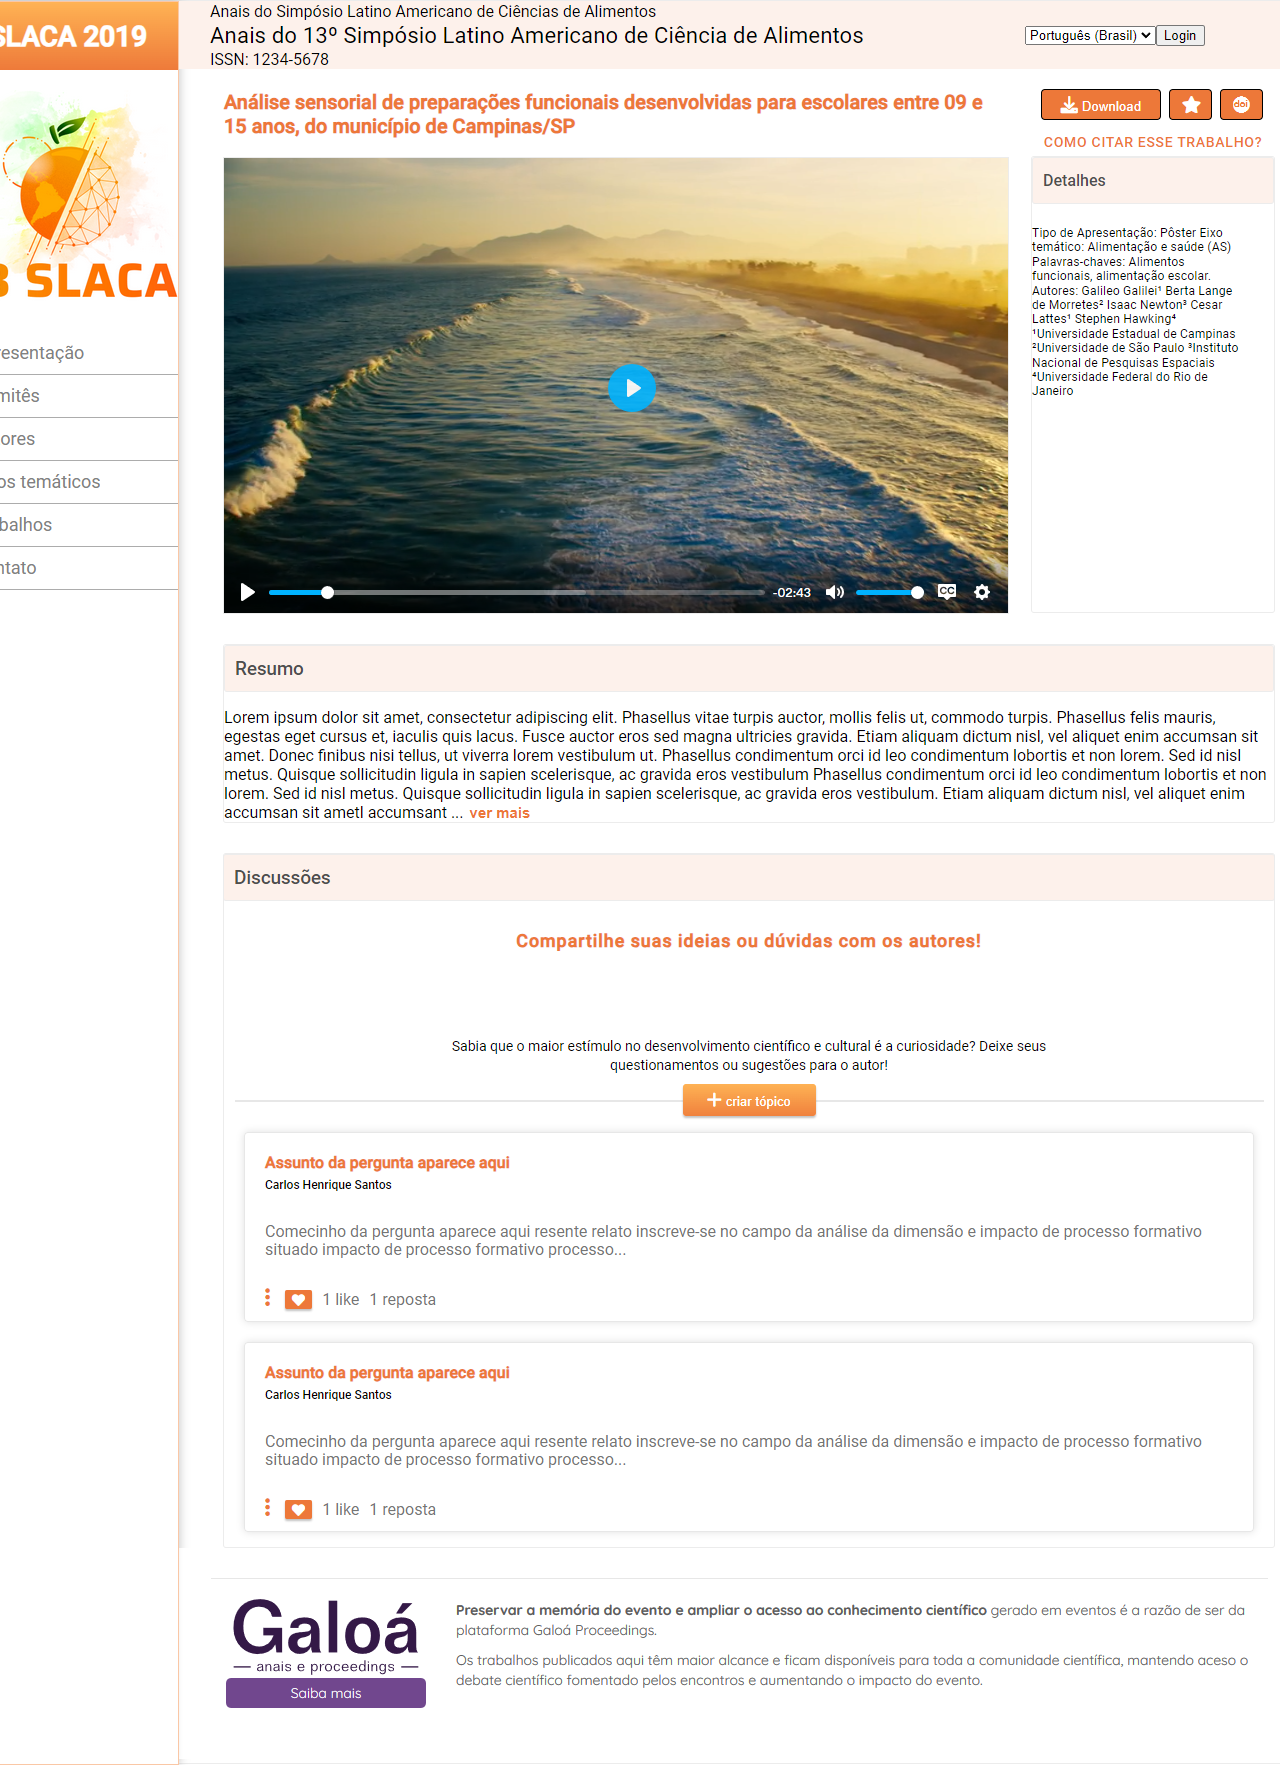 SLACA 2019
Anais do Simpósio Latino Americano de Ciências de Alimentos
Anais do 13º Simpósio Latino Americano de Ciência de Alimentos
ISSN: 1234-5678
Português (Brasil)
Login
SLACA
resentação
mitês
ores
os temáticos
balhos
ntato
Análise sensorial de preparações funcionais desenvolvidas para escolares entre 09 e
15 anos, do município de Campinas/SP
-02:43
CC
Download
doi
COMO CITAR ESSE TRABALHO?
Detalhes
Tipo de Apresentação: Pôster Eixo
temático: Alimentação e saúde (AS)
Palavras-chaves: Alimentos
funcionais, alimentação escolar.
Autores: Galileo Galilei¹ Berta Lange
de Morretes² Isaac Newton³ Cesar
Lattes¹ Stephen Hawking⁴
¹Universidade Estadual de Campinas
²Universidade de São Paulo ³Instituto
Nacional de Pesquisas Espaciais
⁴Universidade Federal do Rio de
Janeiro
Resumo
Lorem ipsum dolor sit amet, consectetur adipiscing elit. Phasellus vitae turpis auctor, mollis felis ut, commodo turpis. Phasellus felis mauris,
egestas eget cursus et, iaculis quis lacus. Fusce auctor eros sed magna ultricies gravida. Etiam aliquam dictum nisl, vel aliquet enim accumsan sit
amet. Donec finibus nisi tellus, ut viverra lorem vestibulum ut. Phasellus condimentum orci id leo condimentum lobortis et non lorem. Sed id nisl
metus. Quisque sollicitudin ligula in sapien scelerisque, ac gravida eros vestibulum Phasellus condimentum orci id leo condimentum lobortis et non
lorem. Sed id nisl metus. Quisque sollicitudin ligula in sapien scelerisque, ac gravida eros vestibulum. Etiam aliquam dictum nisl, vel aliquet enim
accumsan sit ametl accumsant ... ver mais
Discussões
Compartilhe suas ideias ou dúvidas com os autores!
Sabia que o maior estímulo no desenvolvimento científico e cultural é a curiosidade? Deixe seus
questionamentos ou sugestões para o autor!
criar tópico
Assunto da pergunta aparece aqui
Carlos Henrique Santos
Comecinho da pergunta aparece aqui resente relato inscreve-se no campo da análise da dimensão e impacto de processo formativo
situado impacto de processo formativo processo...
1 like 1 reposta
Assunto da pergunta aparece aqui
Carlos Henrique Santos
Comecinho da pergunta aparece aqui resente relato inscreve-se no campo da análise da dimensão e impacto de processo formativo
situado impacto de processo formativo processo...
1 like 1 reposta
Galoá
anais e proceedings
Saiba mais
Preservar a memória do evento e ampliar o acesso ao conhecimento científico gerado em eventos é a razão de ser da
plataforma Galoá Proceedings.
Os trabalhos publicados aqui têm maior alcance e ficam disponíveis para toda a comunidade científica, mantendo aceso o
debate científico fomentado pelos encontros e aumentando o impacto do evento.